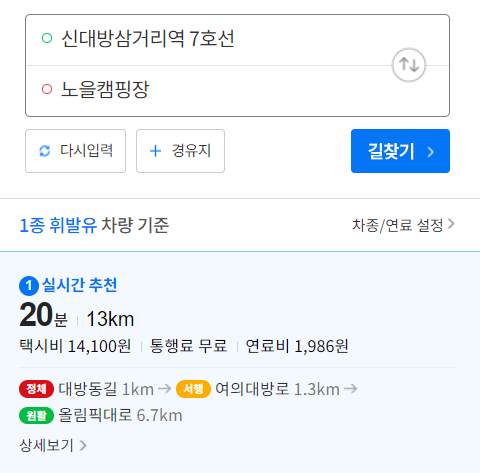 신대방삼거리역 7호선
노을캠핑장
다시입력 경유지 길찾기
1종 휘발유 차량 기준 차종/연료 설정
1 실시간 추천
20분 13km
택시비 14,100원 통행료 무료 연료비 1,986원
정체 대방동길 1km 서행 여의대방로 1.3km
원활 올림픽대로 6.7km
상세보기